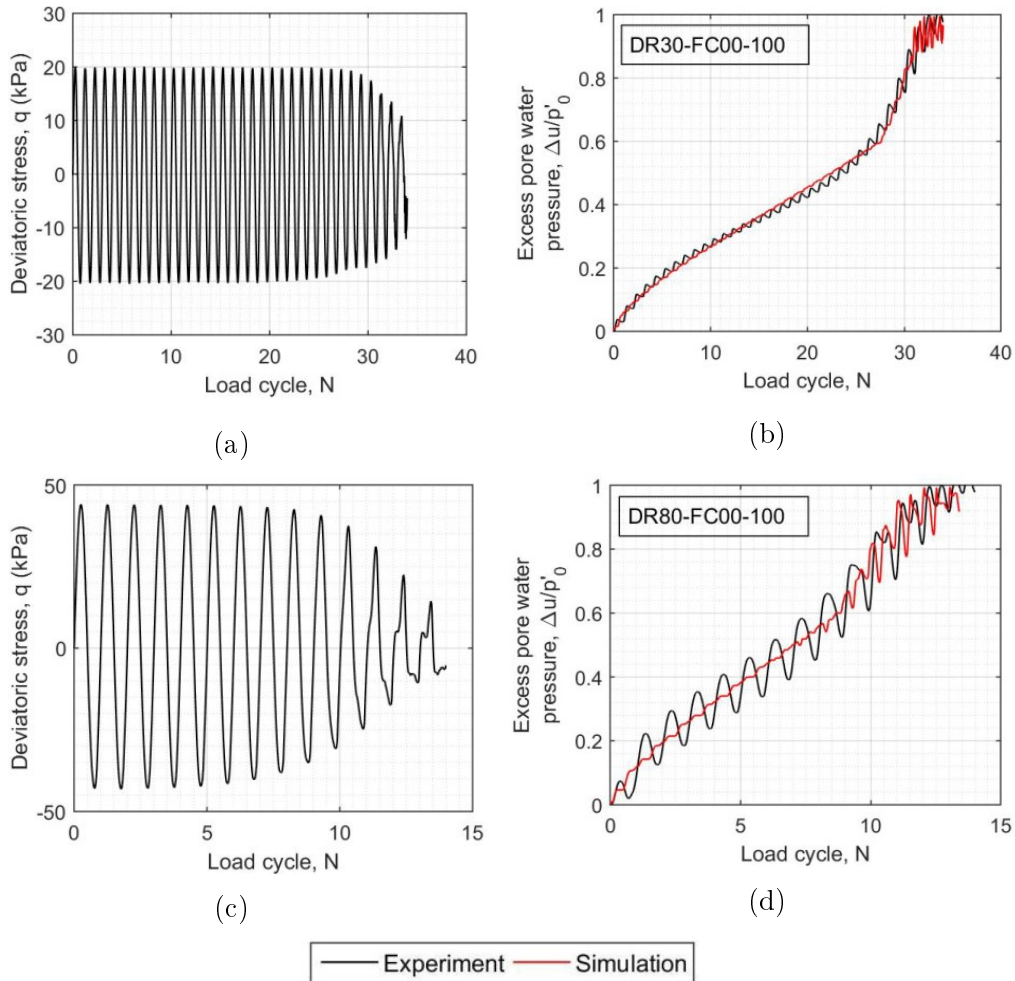 30
20
10
0
-10
-20
-30
0 10 20 30 40
Deviatoric stress, q (kPa)
Load cycle, N
(a)
1
0.8
0.6
0.4
0.2
0
0 10 20 30 40
Excess pore water
pressure, Δu/p'0
Load cycle, N
DR30-FC00-100
(b)
50
0
-50
0 5 10 15
Deviatoric stress, q (kPa)
Load cycle, N
(c)
1
0.8
0.6
0.4
0.2
0
0 5 10 15
Excess pore water
pressure, Δu/p'0
Load cycle, N
DR80-FC00-100
(d)
Experiment Simulation